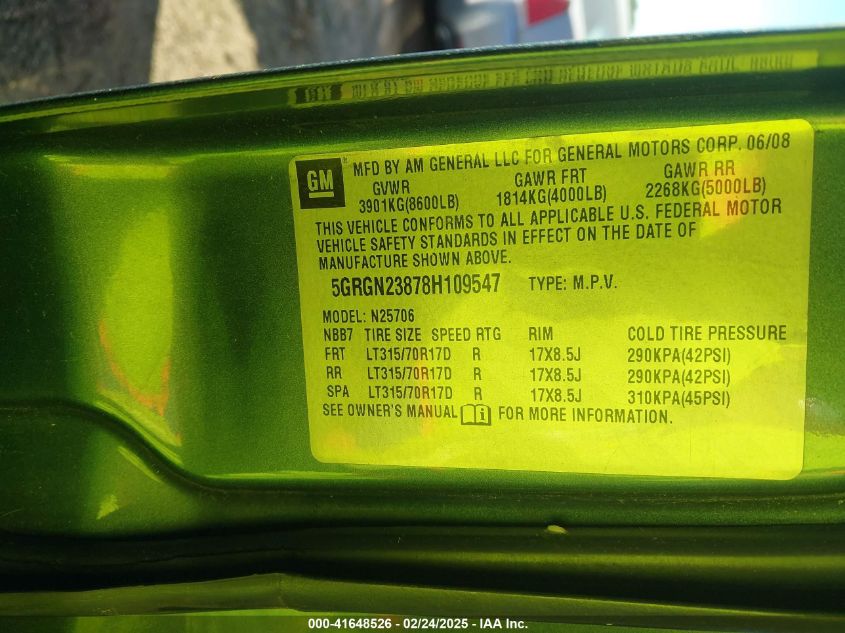 GM
MFD BY AM GENERAL LLC FOR GENERAL MOTORS CORP. 06/08
GVWR GAWR FRT GAWR RR
3901KG(8600LB) 1814KG(4000LB) 2268KG(5000LB)
THIS VEHICLE CONFORMS TO ALL APPLICABLE U.S. FEDERAL MOTOR
VEHICLE SAFETY STANDARDS IN EFFECT ON THE DATE OF
MANUFACTURE SHOWN ABOVE.
5GRGN23878H109547 TYPE: M.P.V.
MODEL: N25706
NBB7 TIRE SIZE SPEED RTG RIM COLD TIRE PRESSURE
FRT LT315/70R17D R 17X8.5J 290KPA(42PSI)
RR LT315/70R17D R 17X8.5J 290KPA(42PSI)
SPA LT315/70R17D R 17X8.5J 310KPA(45PSI)
SEE OWNER'S MANUAL i FOR MORE INFORMATION.
000-41648526 - 02/24/2025 - IAA Inc.